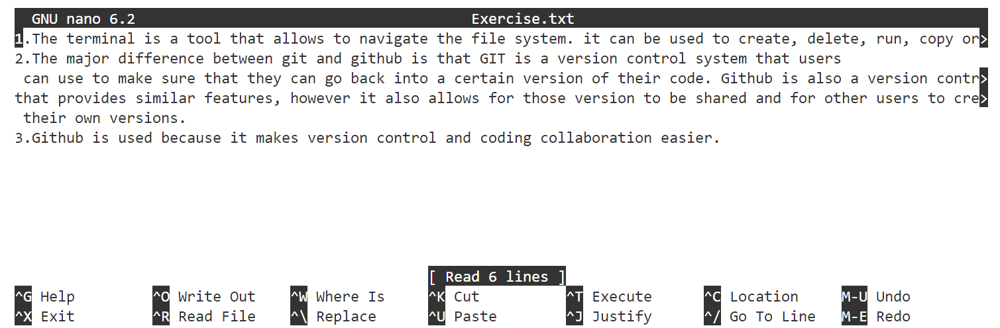 GNU nano 6.2 Exercise.txt
1.The terminal is a tool that allows to navigate the file system. it can be used to create, delete, run, copy or>
2.The major difference between git and github is that GIT is a version control system that users
can use to make sure that they can go back into a certain version of their code. Github is also a version contr>
that provides similar features, however it also allows for those version to be shared and for other users to cre>
their own versions.
3.Github is used because it makes version control and coding collaboration easier.
[ Read 6 lines ]
^G Help ^O Write Out ^W Where Is ^K Cut ^T Execute ^C Location M-U Undo
^X Exit ^R Read File ^\ Replace ^U Paste ^J Justify ^/ Go To Line M-E Redo